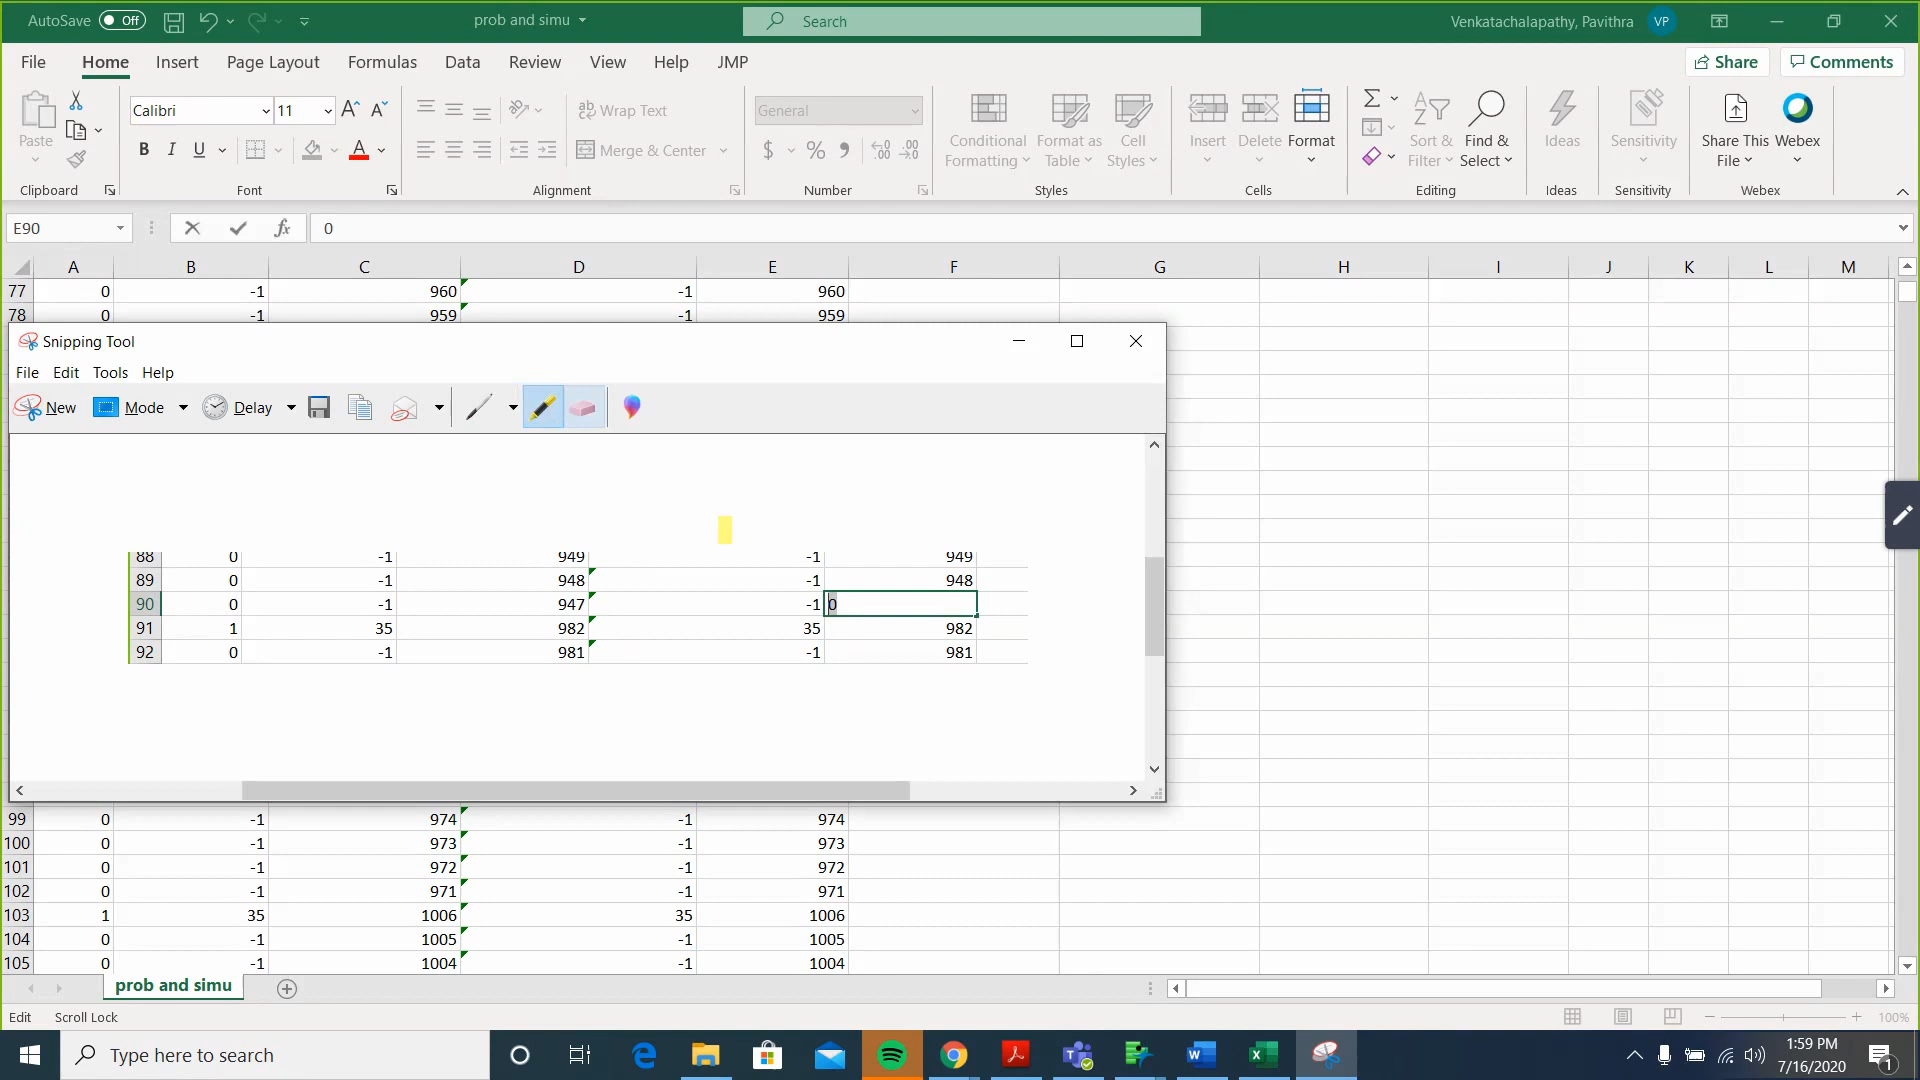 AutoSave Off prob and simu Search Venkatachalapathy, Pavithra VP
File Home Insert Page Layout Formulas Data Review View Help JMP Share Comments
Calibri 11 Wrap Text General
Paste B I U A Merge & Center $ % Conditional Formatting Format as Table Cell Styles Insert Delete Format Sort & Filter Find & Select Ideas Sensitivity Share This File Webex
Clipboard Font Alignment Number Styles Cells Editing Ideas Sensitivity Webex
E90 fx 0
A B C D E F G H I J K L M
77 0 -1 960 -1 960
78 0 -1 959 -1 959
Snipping Tool
File Edit Tools Help
New Mode Delay
88 0 -1 949 -1 949
89 0 -1 948 -1 948
90 0 -1 947 -1 0
91 1 35 982 35 982
92 0 -1 981 -1 981
99 0 -1 974 -1 974
100 0 -1 973 -1 973
101 0 -1 972 -1 972
102 0 -1 971 -1 971
103 1 35 1006 35 1006
104 0 -1 1005 -1 1005
105 0 -1 1004 -1 1004
prob and simu
Edit Scroll Lock 100%
Type here to search 1:59 PM
7/16/2020 1